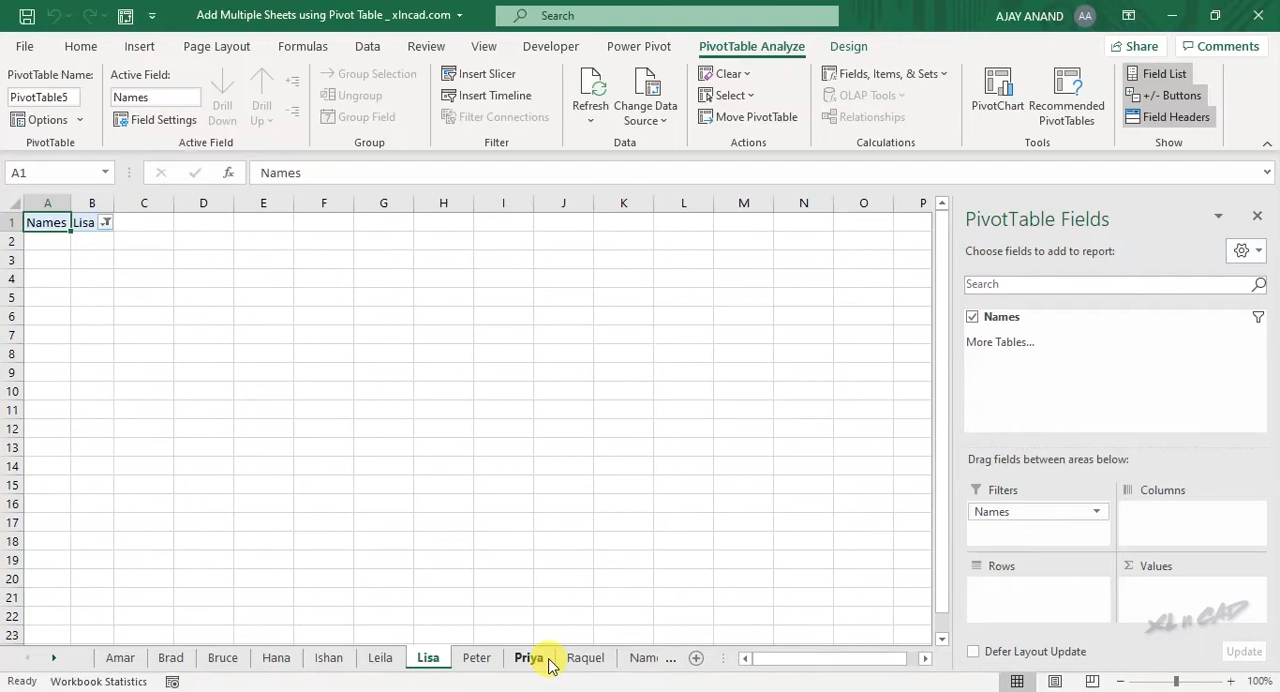 Add Multiple Sheets using Pivot Table _ xlncad.com
Search
AJAY ANAND AA
File Home Insert Page Layout Formulas Data Review View Developer Power Pivot PivotTable Analyze Design Share Comments
PivotTable Name:
PivotTable5
Options
PivotTable
Active Field:
Names
Field Settings
Drill Down
Drill Up
Active Field
Group Selection
Ungroup
Group Field
Group
Insert Slicer
Insert Timeline
Filter Connections
Filter
Refresh
Change Data Source
Data
Clear
Select
Move PivotTable
Actions
Fields, Items, & Sets
OLAP Tools
Relationships
Calculations
PivotChart
Recommended PivotTables
Tools
Field List
+/- Buttons
Field Headers
Show
A1 fx Names
A B C D E F G H I J K L M N O P
1 Names Lisa
2
3
4
5
6
7
8
9
10
11
12
13
14
15
16
17
18
19
20
21
22
23
PivotTable Fields
Choose fields to add to report:
Search
Names
More Tables...
Drag fields between areas below:
Filters
Names
Columns
Rows
Σ Values
XL n CAD
Defer Layout Update Update
Amar Brad Bruce Hana Ishan Leila Lisa Peter Priya Raquel Name ...
Ready Workbook Statistics 100%